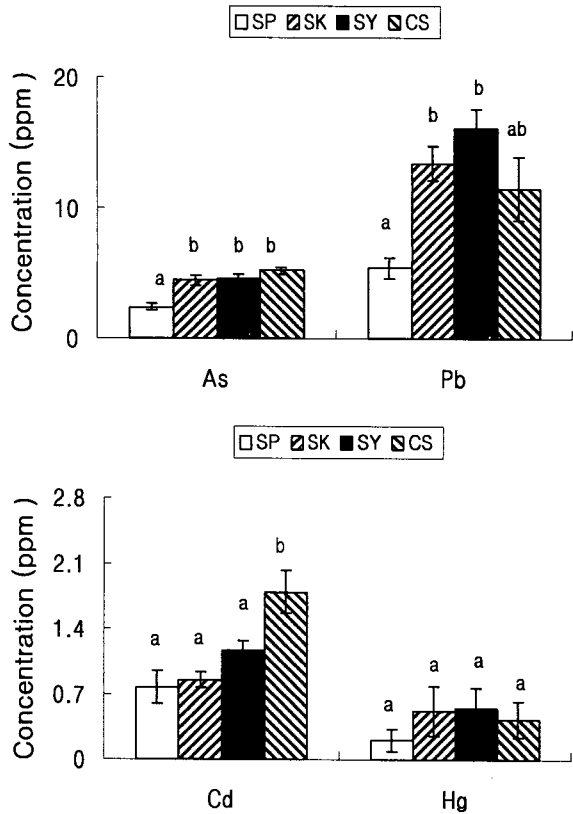 SP SK SY CS
Concentration (ppm)
20
10
0
a b b b
a b b ab
As Pb
SP SK SY CS
Concentration (ppm)
2.8
2.1
1.4
0.7
0
a a a b
a a a a
Cd Hg